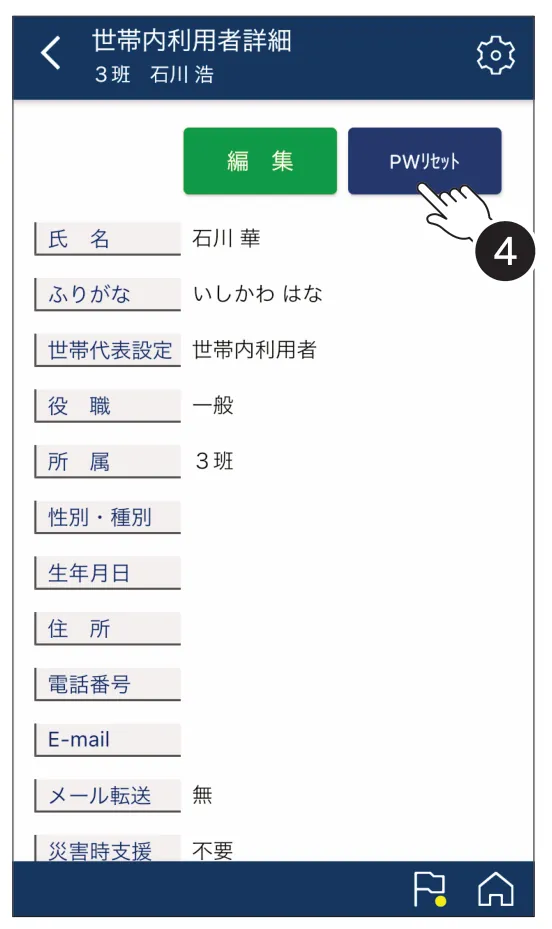 世帯内利用者詳細
３班　石川 浩
編　集
PWﾘｾｯﾄ
4
氏　名 石川 華
ふりがな いしかわ はな
世帯代表設定 世帯内利用者
役　職 一般
所　属 ３班
性別・種別
生年月日
住　所
電話番号
E-mail
メール転送 無
災害時支援 不要